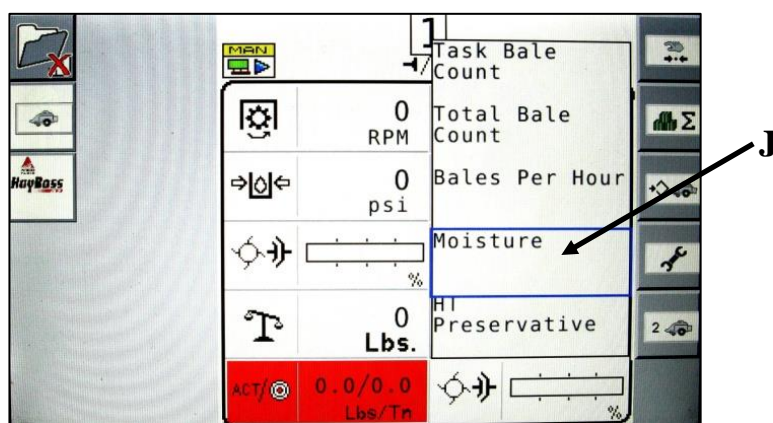 1
MAN
Task Bale
Count
0
RPM
Total Bale
Count
Σ
J
HayBoss
0
psi
Bales Per Hour
Moisture
%
0
Lbs.
HT
Preservative
2
ACT/
0.0/0.0
Lbs/Tn
%